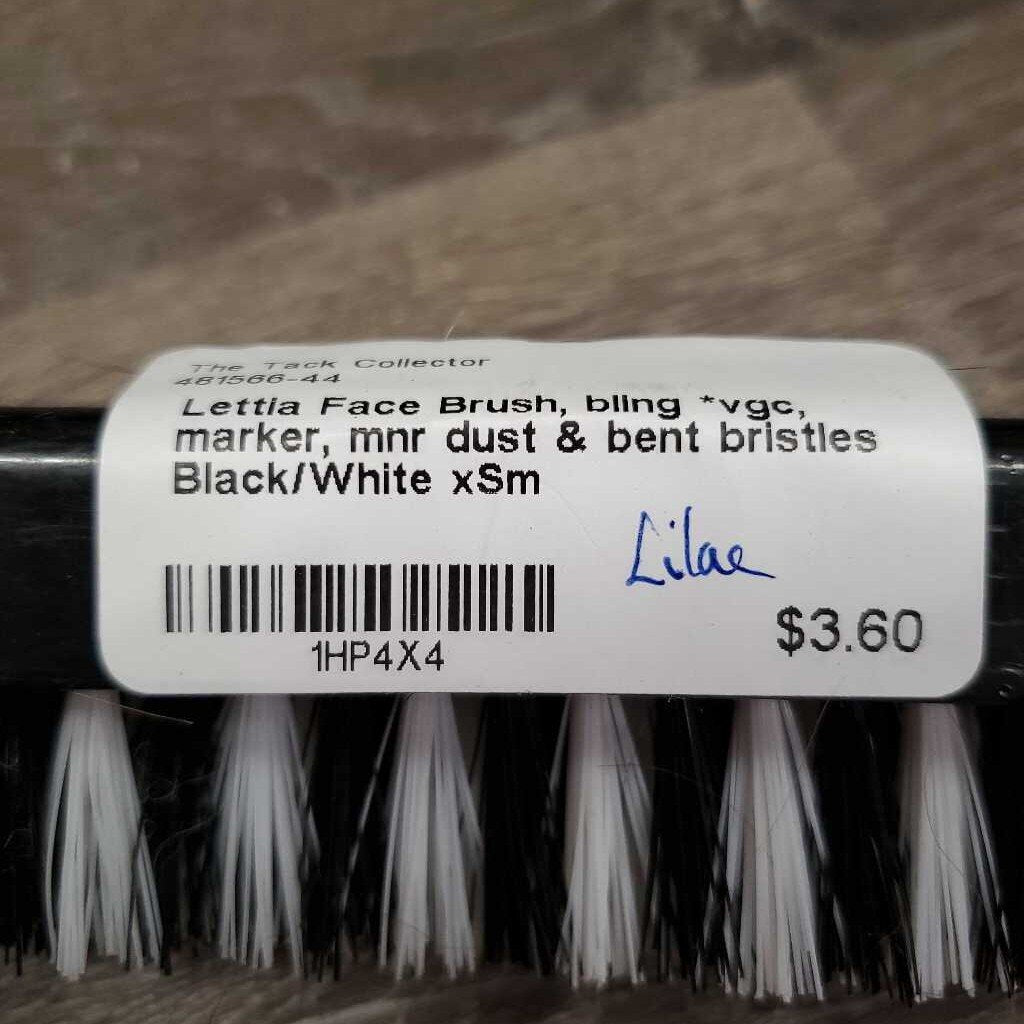 The Tack Collector
481566-44
Lettia Face Brush, bling *vgc,
marker, mnr dust & bent bristles
Black/White xSm
Lilac
1HP4X4
$3.60